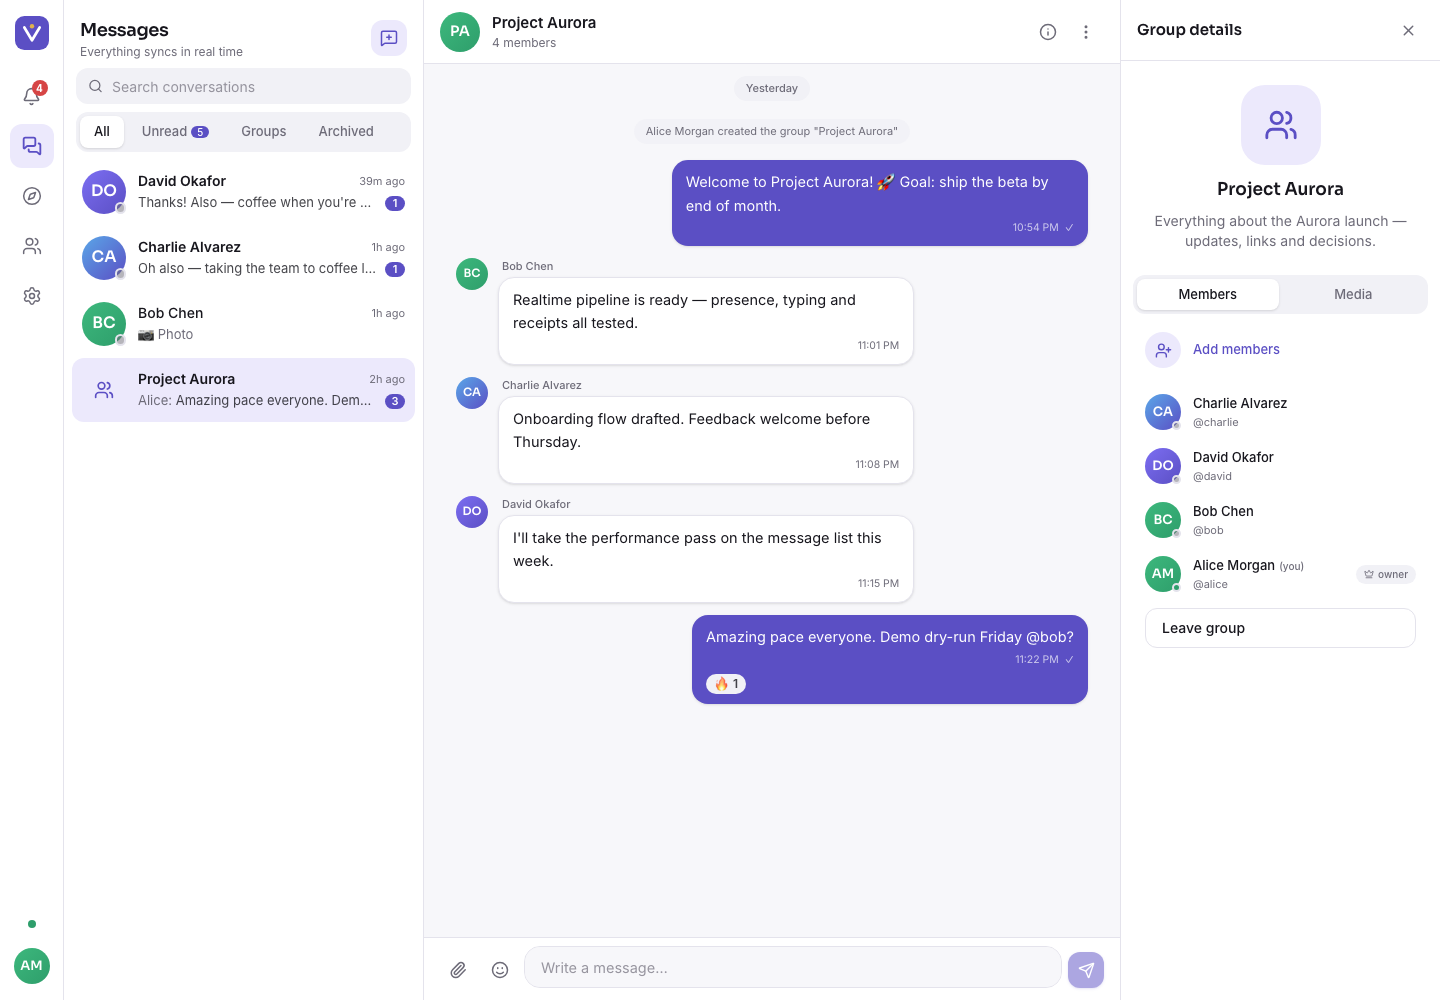 4
AM
Messages
Everything syncs in real time
Search conversations
All
Unread 5
Groups
Archived
DO
David Okafor
39m ago
Thanks! Also — coffee when you're ...
1
CA
Charlie Alvarez
1h ago
Oh also — taking the team to coffee l...
1
BC
Bob Chen
1h ago
📷 Photo
Project Aurora
2h ago
Alice: Amazing pace everyone. Dem...
3
PA
Project Aurora
4 members
Yesterday
Alice Morgan created the group "Project Aurora"
Welcome to Project Aurora! 🚀 Goal: ship the beta by
end of month.
10:54 PM ✓
BC
Bob Chen
Realtime pipeline is ready — presence, typing and
receipts all tested.
11:01 PM
CA
Charlie Alvarez
Onboarding flow drafted. Feedback welcome before
Thursday.
11:08 PM
DO
David Okafor
I'll take the performance pass on the message list this
week.
11:15 PM
Amazing pace everyone. Demo dry-run Friday @bob?
11:22 PM ✓
🔥 1
Write a message...
Group details
Project Aurora
Everything about the Aurora launch —
updates, links and decisions.
Members
Media
Add members
CA
Charlie Alvarez
@charlie
DO
David Okafor
@david
BC
Bob Chen
@bob
AM
Alice Morgan (you)
@alice
owner
Leave group